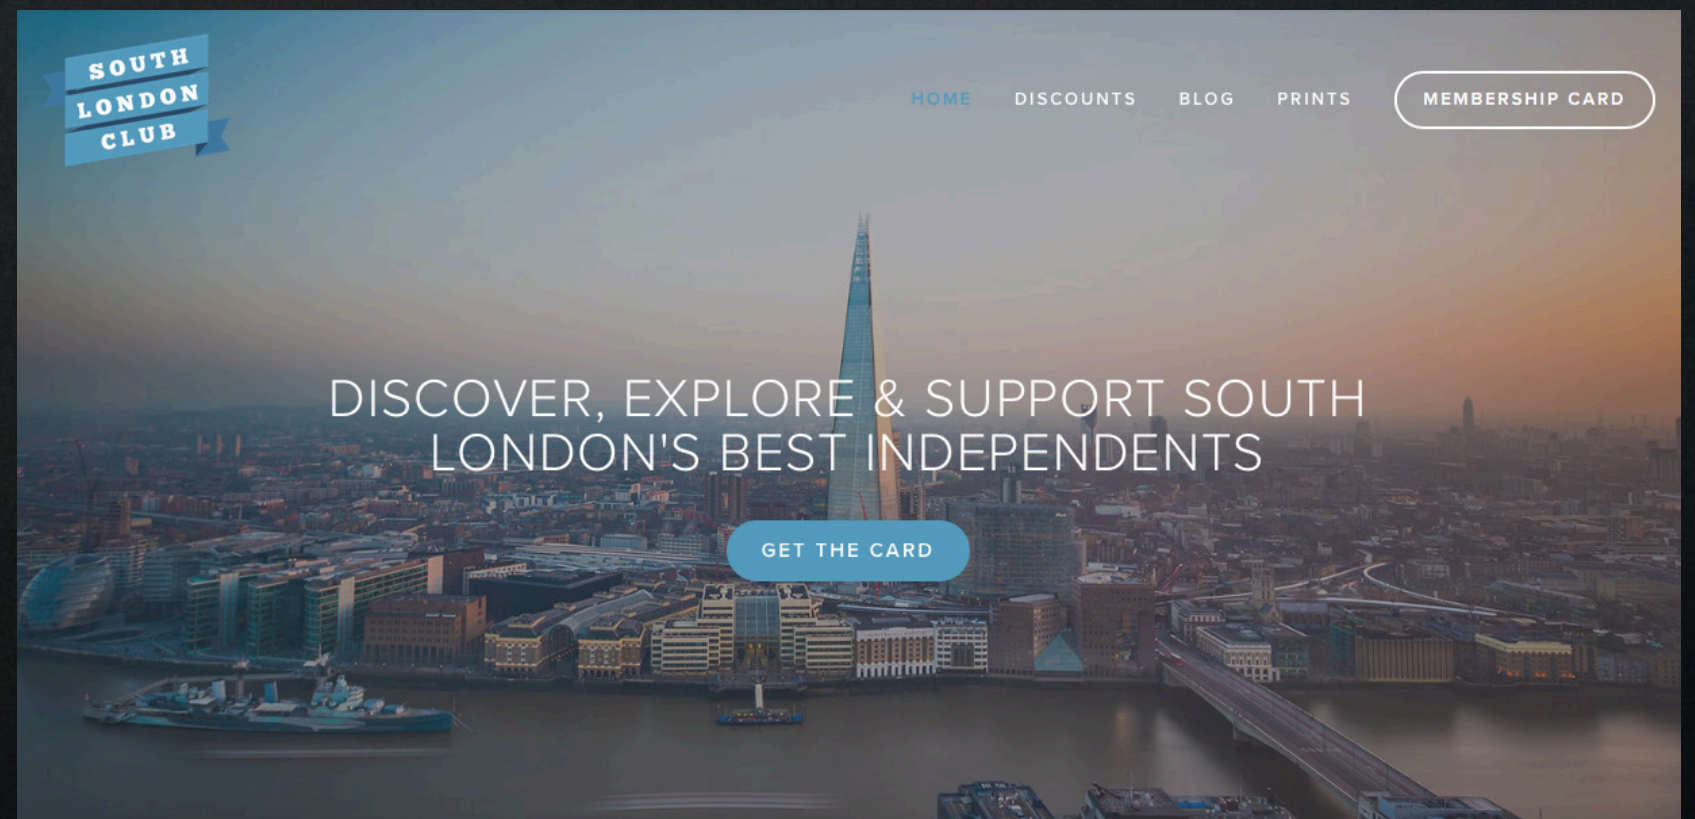 SOUTH
LONDON
CLUB
HOME DISCOUNTS BLOG PRINTS MEMBERSHIP CARD
DISCOVER, EXPLORE & SUPPORT SOUTH
LONDON'S BEST INDEPENDENTS
GET THE CARD